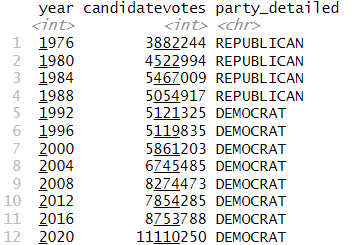 year candidatevotes party_detailed
<int> <int> <chr>
1 1976 3882244 REPUBLICAN
2 1980 4522994 REPUBLICAN
3 1984 5467009 REPUBLICAN
4 1988 5054917 REPUBLICAN
5 1992 5121325 DEMOCRAT
6 1996 5119835 DEMOCRAT
7 2000 5861203 DEMOCRAT
8 2004 6745485 DEMOCRAT
9 2008 8274473 DEMOCRAT
10 2012 7854285 DEMOCRAT
11 2016 8753788 DEMOCRAT
12 2020 11110250 DEMOCRAT